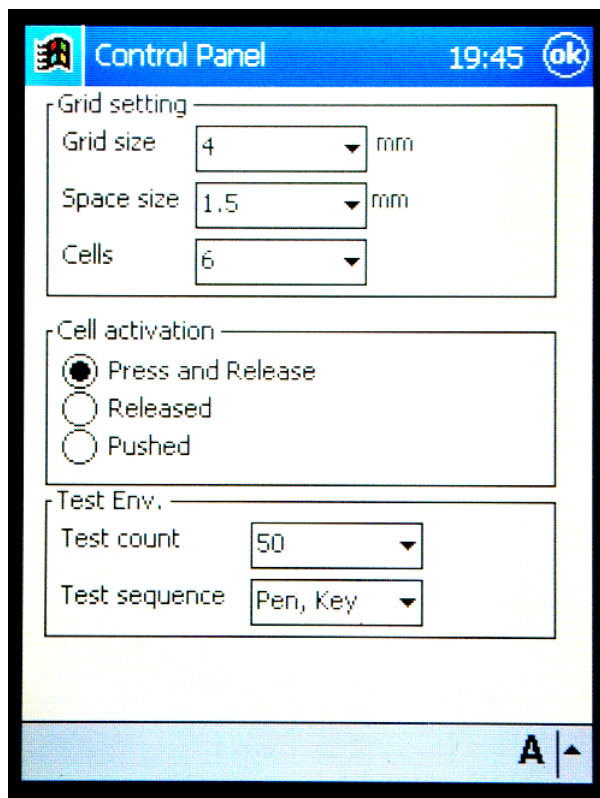 Control Panel 19:45 ok
Grid setting
Grid size 4 mm
Space size 1.5 mm
Cells 6
Cell activation
Press and Release
Released
Pushed
Test Env.
Test count 50
Test sequence Pen, Key
A